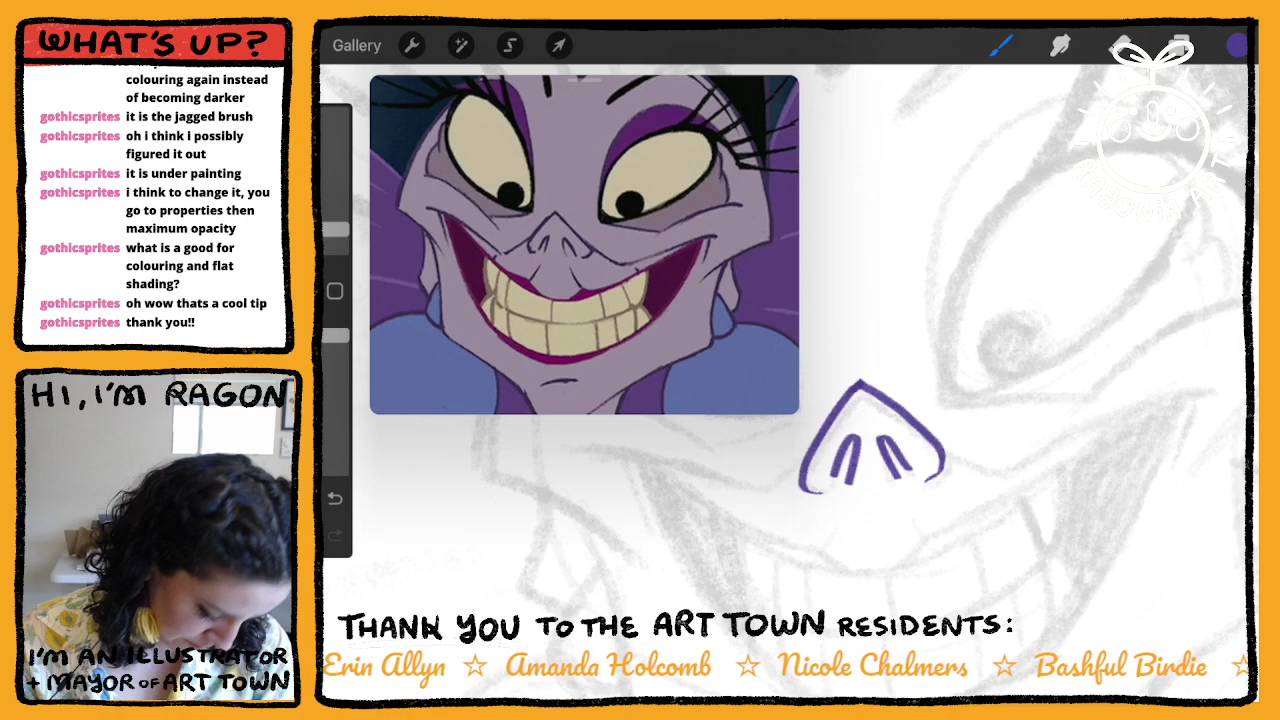 WHAT'S UP?
colouring again instead
of becoming darker
gothicsprites it is the jagged brush
gothicsprites oh i think i possibly
figured it out
gothicsprites it is under painting
gothicsprites i think to change it, you
go to properties then
maximum opacity
gothicsprites what is a good for
colouring and flat
shading?
gothicsprites oh wow thats a cool tip
gothicsprites thank you!!
HI, I'M RAGON
I'M AN ILLUSTRATOR
+ MAYOR OF ART TOWN
Gallery
THANK YOU TO THE ART TOWN RESIDENTS:
Erin Allyn ☆ Amanda Holcomb ☆ Nicole Chalmers ☆ Bashful Birdie ☆